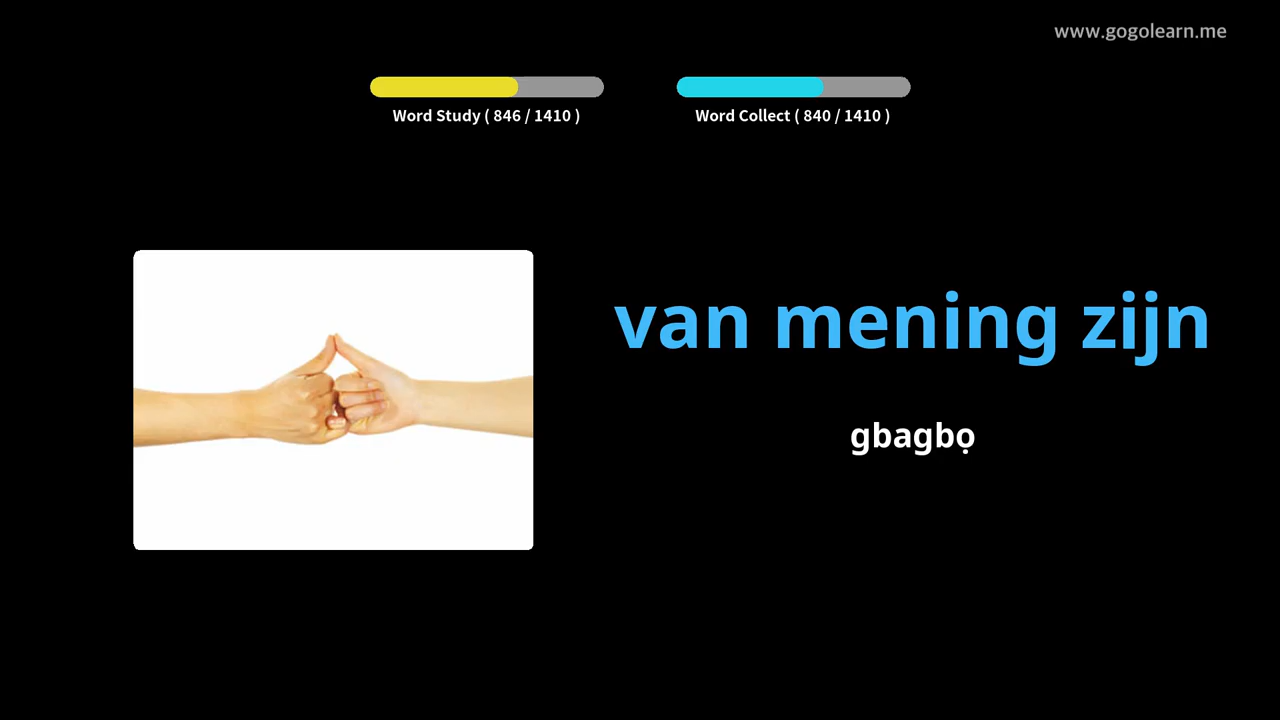 www.gogolearn.me
Word Study ( 846 / 1410 )
Word Collect ( 840 / 1410 )
van mening zijn
gbagbọ